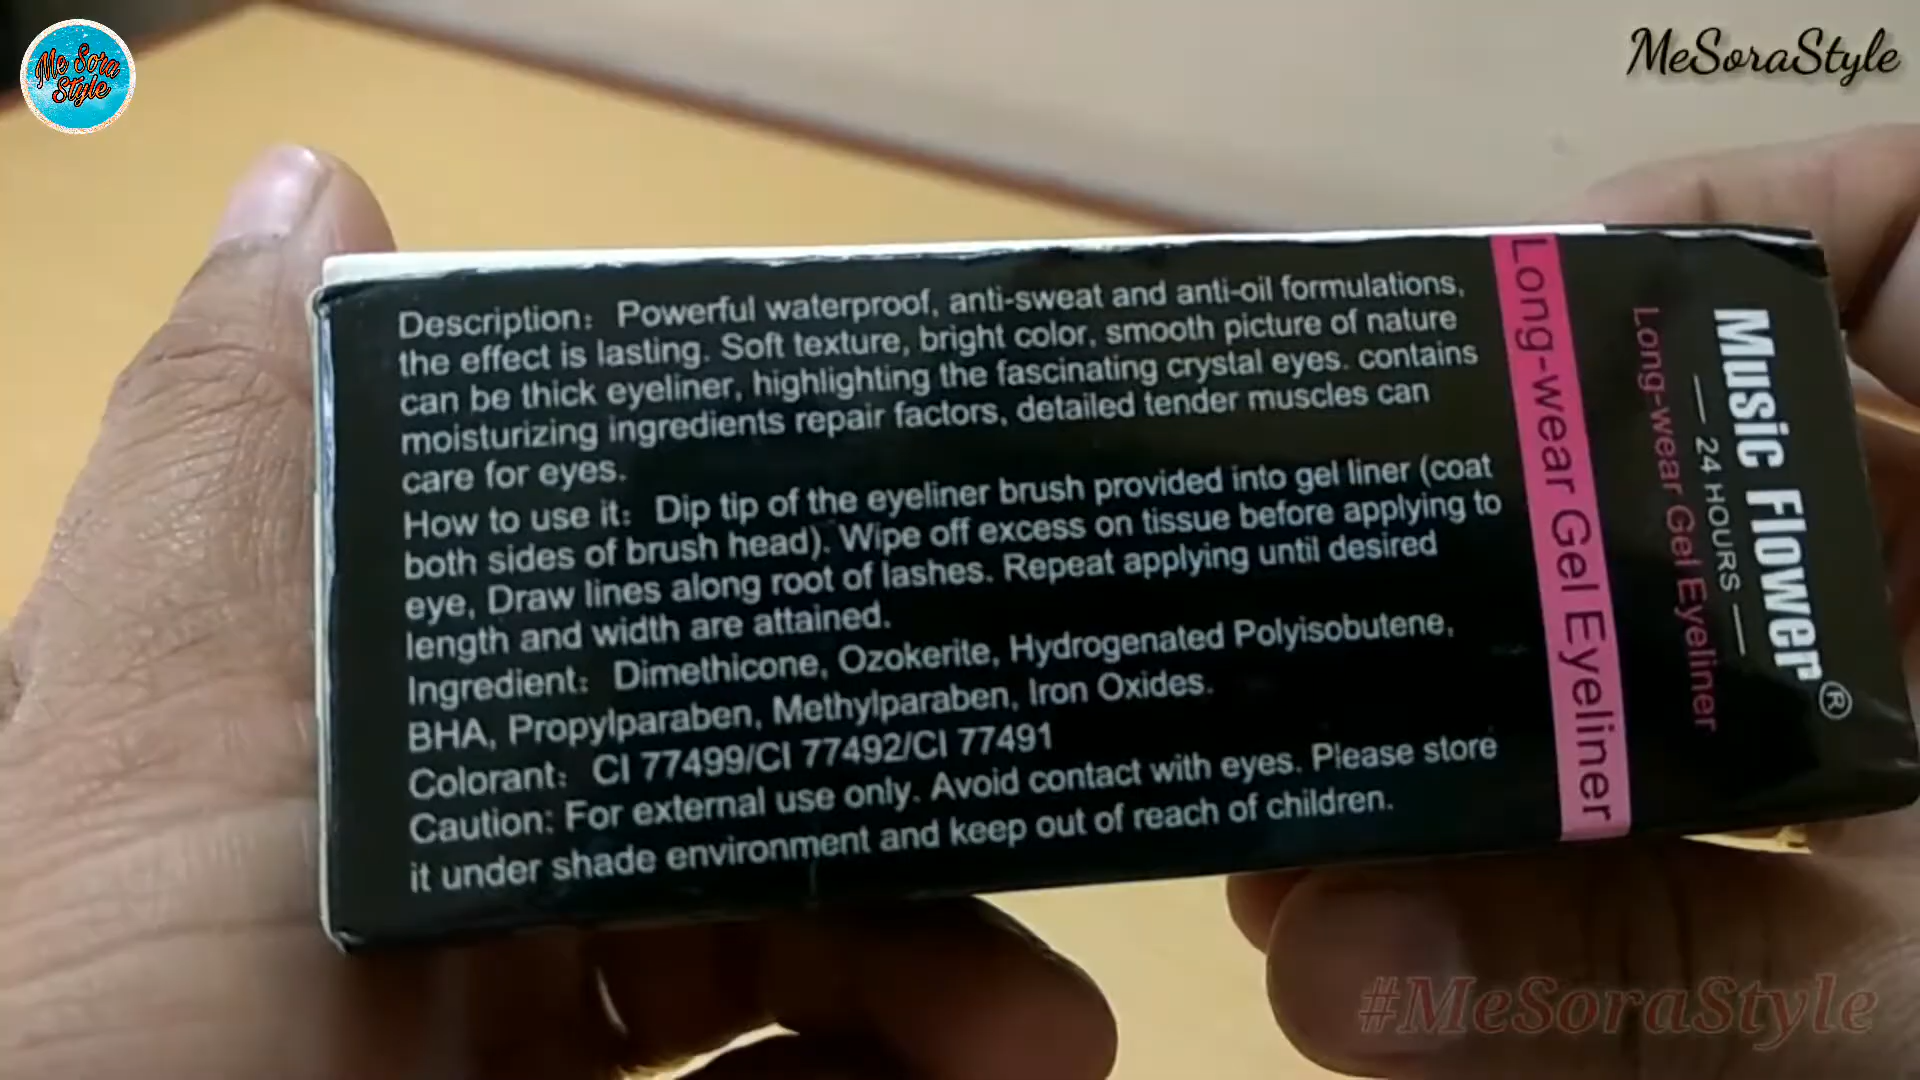 Me Sora
Style
MeSoraStyle
Description: Powerful waterproof, anti-sweat and anti-oil formulations,
the effect is lasting. Soft texture, bright color, smooth picture of nature
can be thick eyeliner, highlighting the fascinating crystal eyes. contains
moisturizing ingredients repair factors, detailed tender muscles can
care for eyes.
How to use it: Dip tip of the eyeliner brush provided into gel liner (coat
both sides of brush head). Wipe off excess on tissue before applying to
eye, Draw lines along root of lashes. Repeat applying until desired
length and width are attained.
Ingredient: Dimethicone, Ozokerite, Hydrogenated Polyisobutene,
BHA, Propylparaben, Methylparaben, Iron Oxides.
Colorant: CI 77499/CI 77492/CI 77491
Caution: For external use only. Avoid contact with eyes. Please store
it under shade environment and keep out of reach of children.
Long-wear Gel Eyeliner
Music Flower®
— 24 HOURS —
Long-wear Gel Eyeliner
#MeSoraStyle